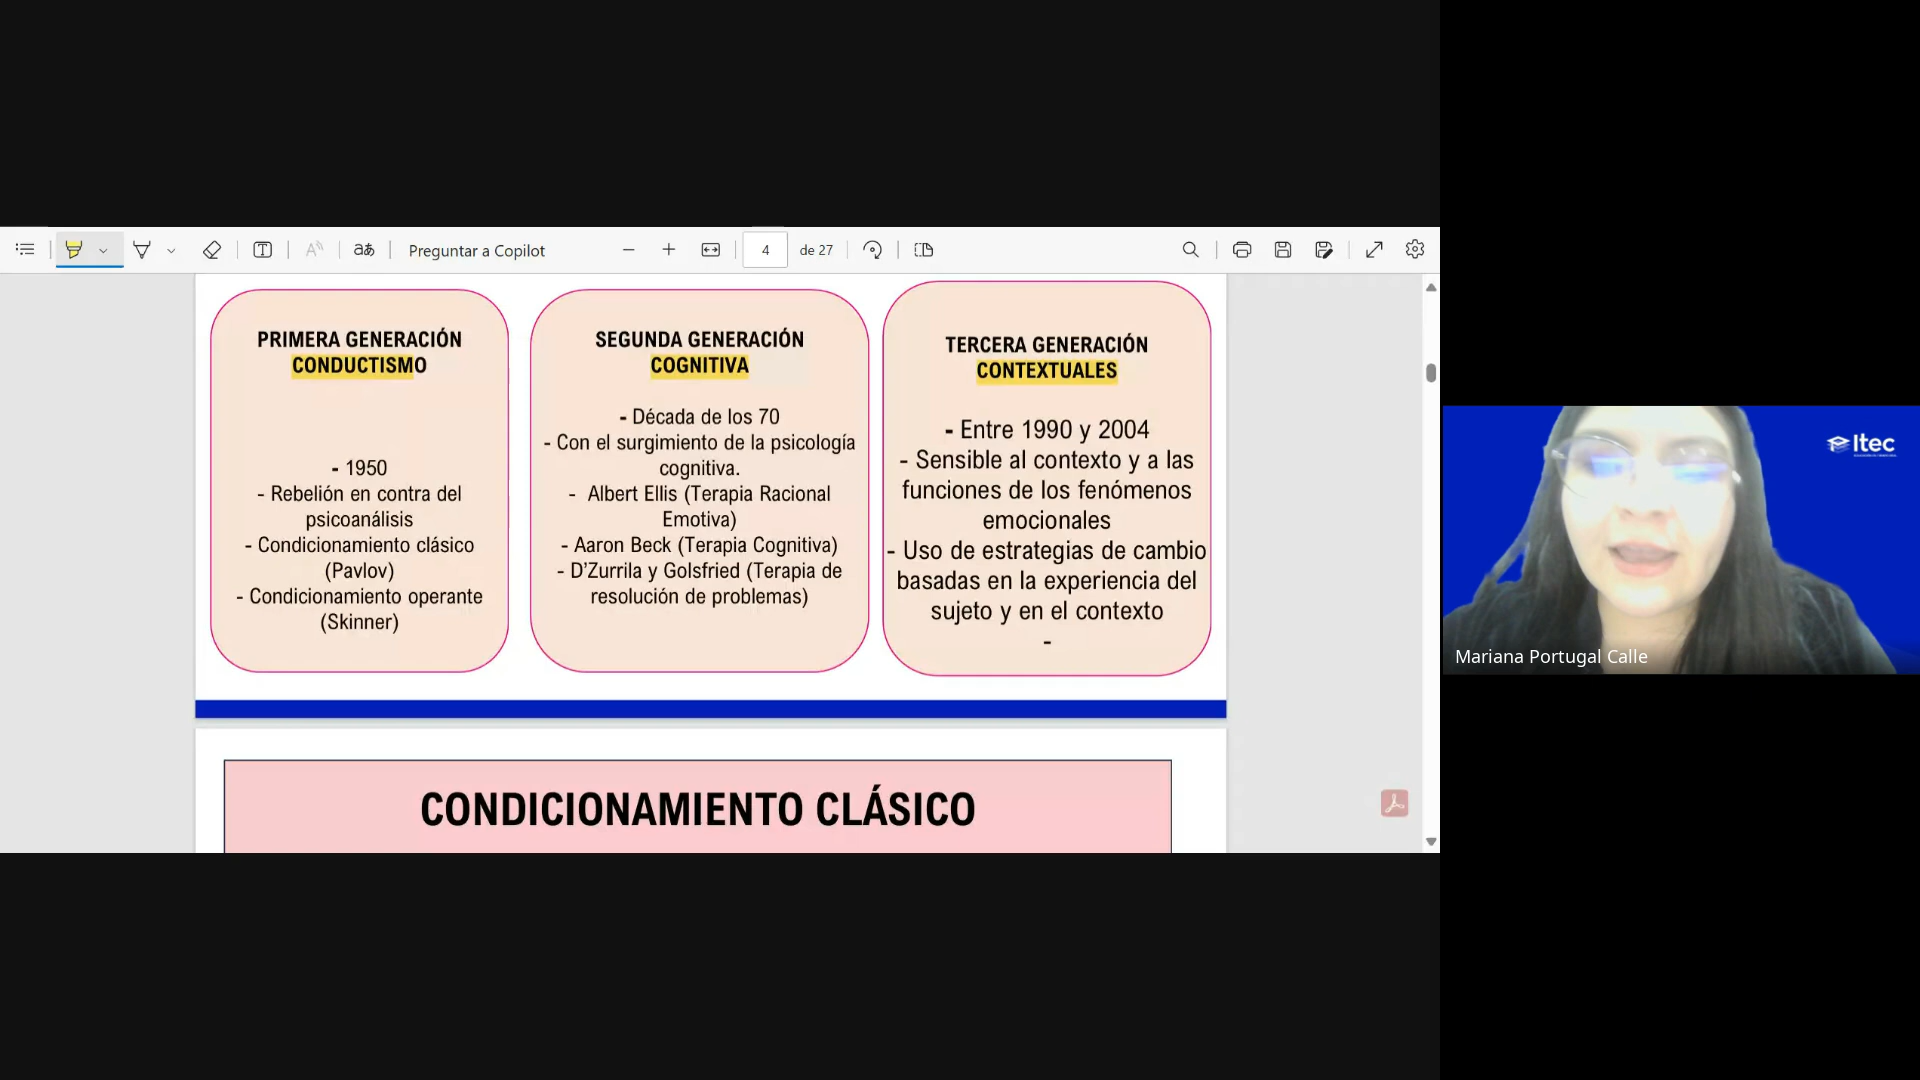 Preguntar a Copilot
4
de 27
PRIMERA GENERACIÓN
CONDUCTISMO
- 1950
- Rebelión en contra del
psicoanálisis
- Condicionamiento clásico
(Pavlov)
- Condicionamiento operante
(Skinner)
SEGUNDA GENERACIÓN
COGNITIVA
- Década de los 70
- Con el surgimiento de la psicología
cognitiva.
- Albert Ellis (Terapia Racional
Emotiva)
- Aaron Beck (Terapia Cognitiva)
- D'Zurrila y Golsfried (Terapia de
resolución de problemas)
TERCERA GENERACIÓN
CONTEXTUALES
- Entre 1990 y 2004
- Sensible al contexto y a las
funciones de los fenómenos
emocionales
- Uso de estrategias de cambio
basadas en la experiencia del
sujeto y en el contexto
-
CONDICIONAMIENTO CLÁSICO
Itec
Mariana Portugal Calle